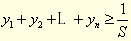 y₁ + y₂ + L + yₙ ≥ 1/S